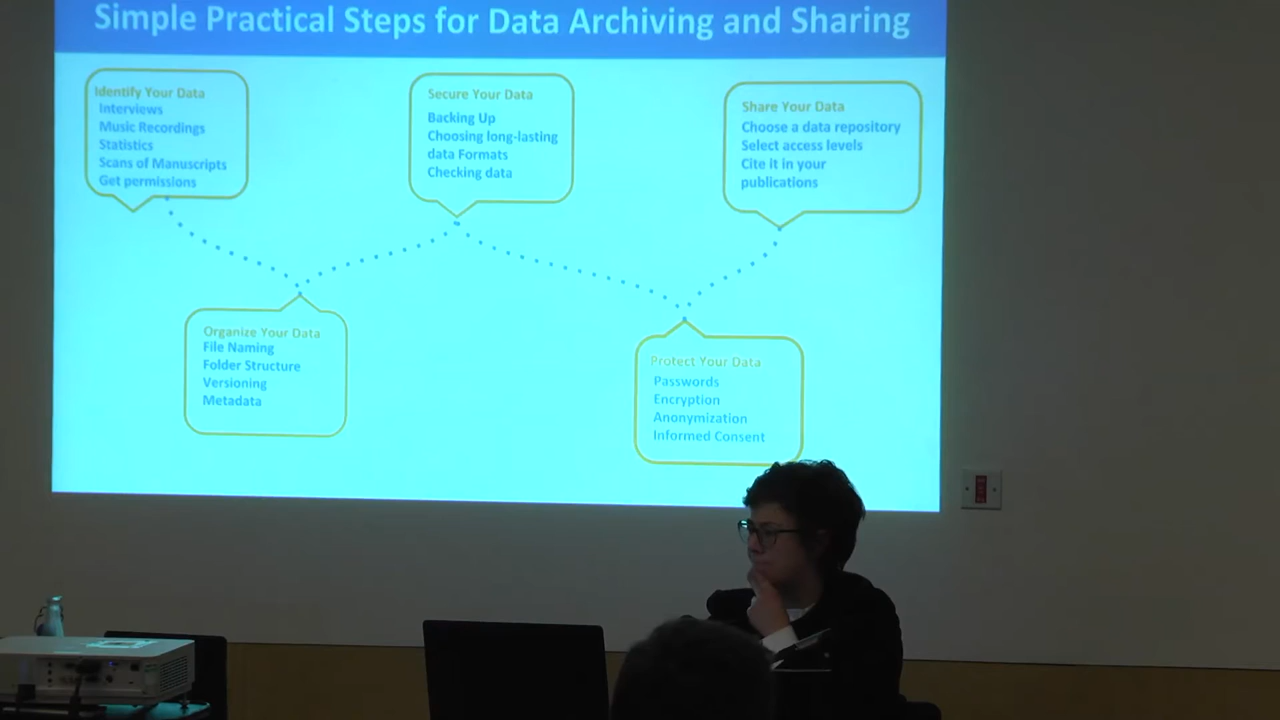 Simple Practical Steps for Data Archiving and Sharing
Identify Your Data
Interviews
Music Recordings
Statistics
Scans of Manuscripts
Get permissions
Organize Your Data
File Naming
Folder Structure
Versioning
Metadata
Secure Your Data
Backing Up
Choosing long-lasting
data Formats
Checking data
Protect Your Data
Passwords
Encryption
Anonymization
Informed Consent
Share Your Data
Choose a data repository
Select access levels
Cite it in your
publications